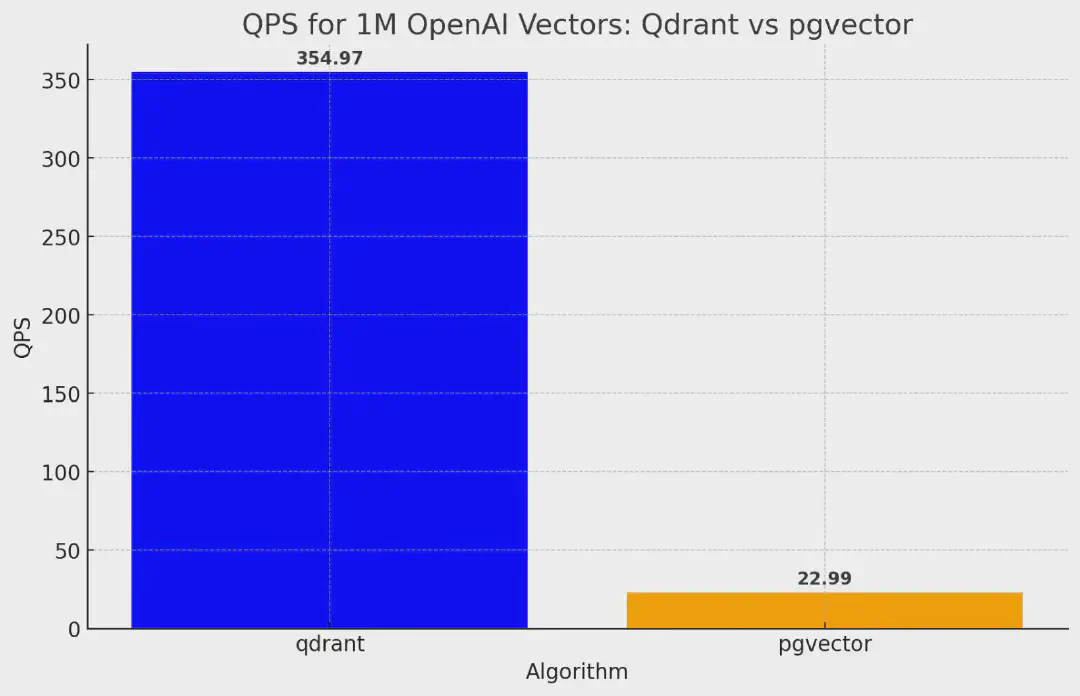 QPS for 1M OpenAI Vectors: Qdrant vs pgvector
354.97
350
300
250
200
150
100
50
0
QPS
22.99
qdrant
pgvector
Algorithm